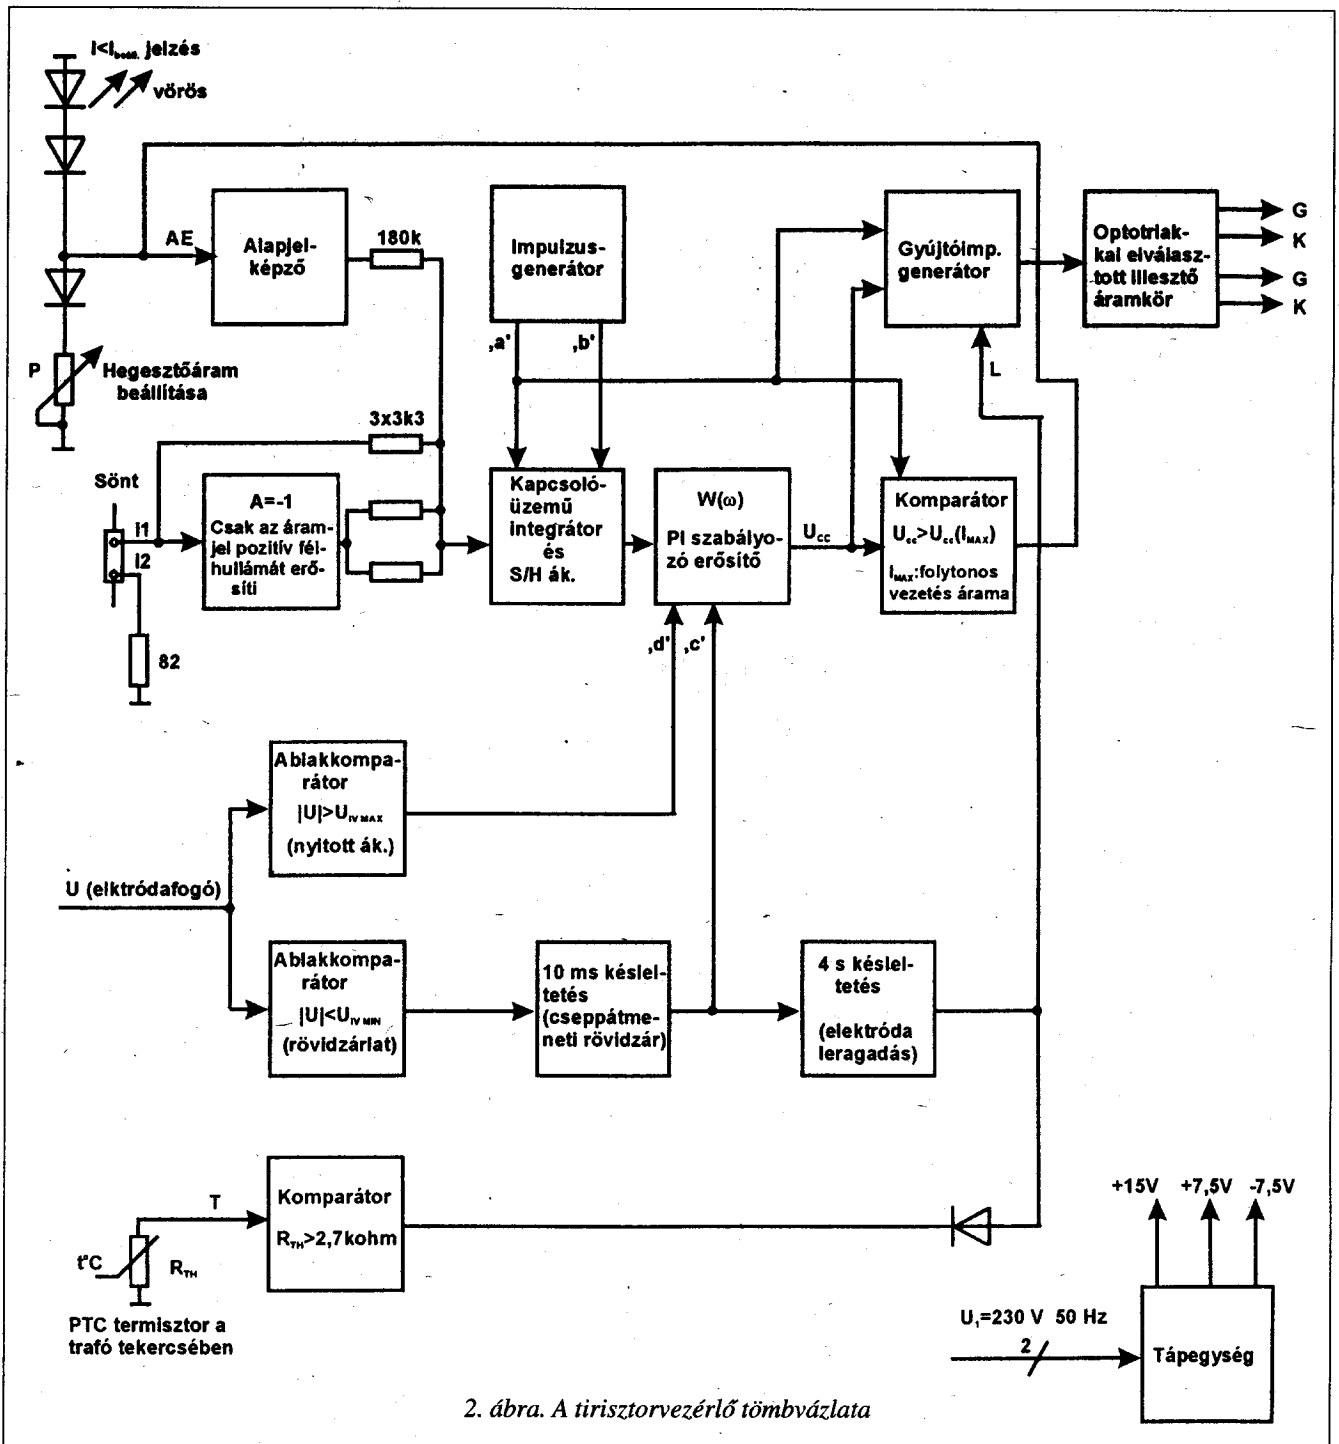 I<I beáll. jelzés
vörös
AE
Alapjel-
képző
180k
Impulzus-
generátor
Gyújtóimp.
generátor
Optotriak-
kal elválasz-
tott illesztő
áramkör
G
K
G
K
‚a'
‚b'
L
P
Hegesztőáram
beállítása
3x3k3
Sönt
i1
i2
A=-1
Csak az áram-
jel pozitív fél-
hullámát erő-
síti
Kapcsoló-
üzemű
integrátor
és
S/H ák.
W(ω)
PI szabályo-
zó erősítő
Ucc
Komparátor
Ucc>Ucc(IMAX)
IMAX:folytonos
vezetés árama
82
‚d'
‚c'
Ablakkompa-
rátor
|U|>UIV MAX
(nyitott ák.)
U (elktródafogó)
Ablakkompa-
rátor
|U|<UIV MIN
(rövidzárlat)
10 ms késlel-
tetés
(cseppátme-
neti rövidzár)
4 s késlel-
tetés
(elektróda
leragadás)
T
Komparátor
RTH>2,7kohm
t°C
RTH
PTC termisztor a
trafó tekercsében
+15V
+7,5V
-7,5V
U1=230 V 50 Hz
2
Tápegység
2. ábra. A tirisztorvezérlő tömbvázlata